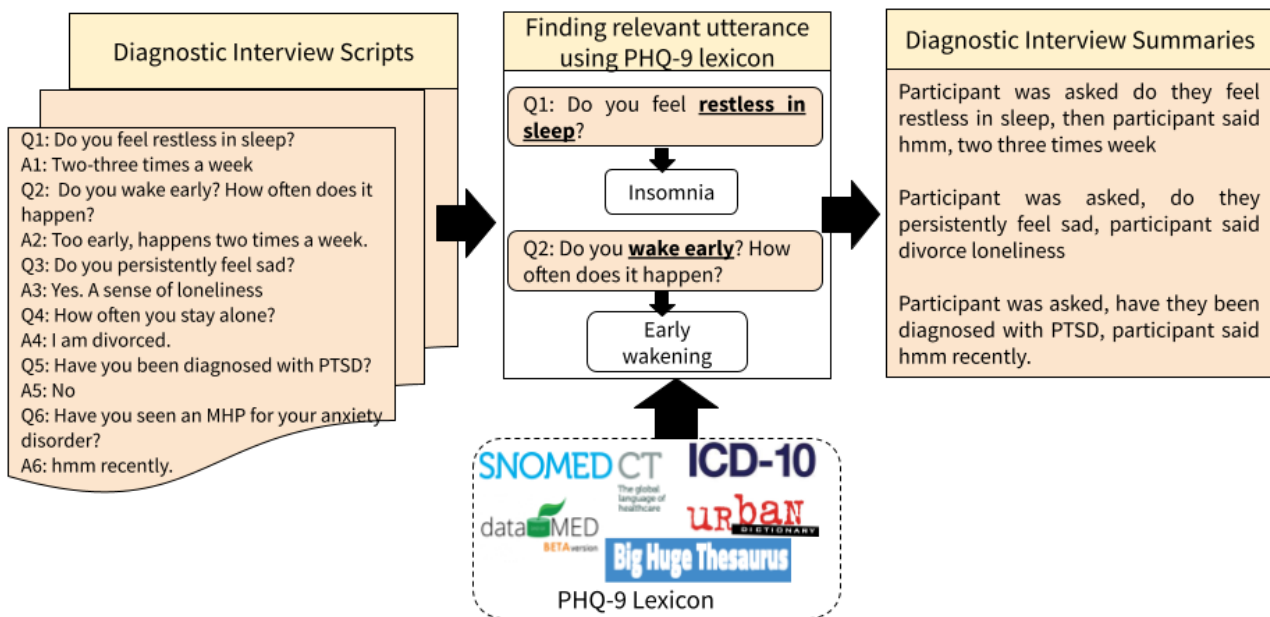 Diagnostic Interview Scripts
Q1: Do you feel restless in sleep?
A1: Two-three times a week
Q2: Do you wake early? How often does it
happen?
A2: Too early, happens two times a week.
Q3: Do you persistently feel sad?
A3: Yes. A sense of loneliness
Q4: How often you stay alone?
A4: I am divorced.
Q5: Have you been diagnosed with PTSD?
A5: No
Q6: Have you seen an MHP for your anxiety
disorder?
A6: hmm recently.
Finding relevant utterance
using PHQ-9 lexicon
Q1: Do you feel restless in
sleep?
Insomnia
Q2: Do you wake early? How
often does it happen?
Early
wakening
SNOMED CT
The global
language of
healthcare
ICD-10
dataMED
BETA version
urban
DICTIONARY
Big Huge Thesaurus
PHQ-9 Lexicon
Diagnostic Interview Summaries
Participant was asked do they feel
restless in sleep, then participant said
hmm, two three times week
Participant was asked, do they
persistently feel sad, participant said
divorce loneliness
Participant was asked, have they been
diagnosed with PTSD, participant said
hmm recently.